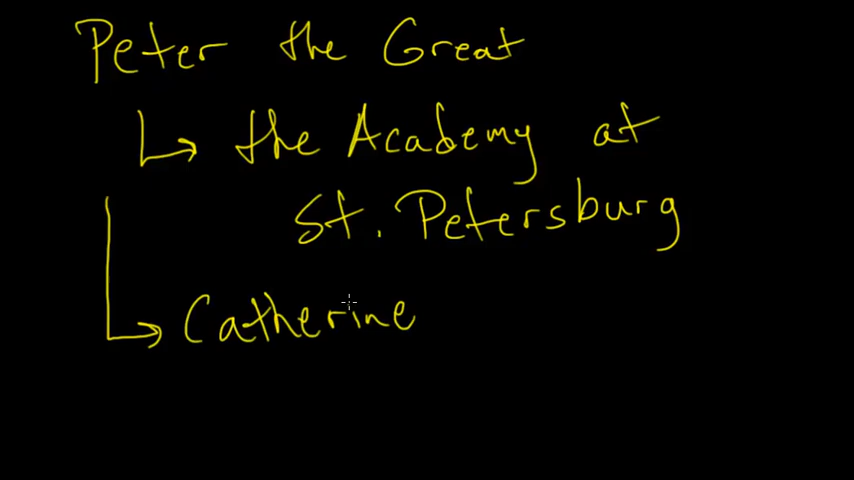 Peter the Great
the Academy at
St. Petersburg
Catherine